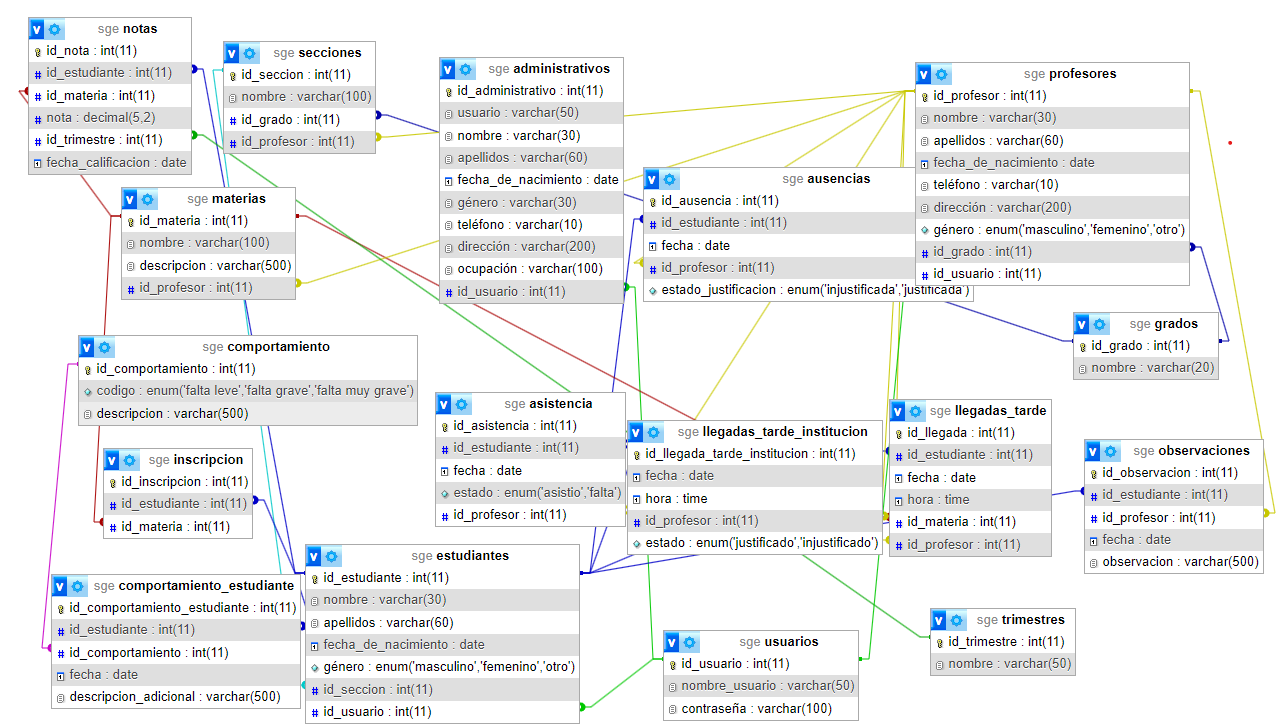 sge notas
id_nota : int(11)
id_estudiante : int(11)
id_materia : int(11)
nota : decimal(5,2)
id_trimestre : int(11)
fecha_calificacion : date
sge secciones
id_seccion : int(11)
nombre : varchar(100)
id_grado : int(11)
id_profesor : int(11)
sge administrativos
id_administrativo : int(11)
usuario : varchar(50)
nombre : varchar(30)
apellidos : varchar(60)
fecha_de_nacimiento : date
género : varchar(30)
teléfono : varchar(10)
dirección : varchar(200)
ocupación : varchar(100)
id_usuario : int(11)
sge profesores
id_profesor : int(11)
nombre : varchar(30)
apellidos : varchar(60)
fecha_de_nacimiento : date
teléfono : varchar(10)
dirección : varchar(200)
género : enum('masculino','femenino','otro')
id_grado : int(11)
id_usuario : int(11)
sge ausencias
id_ausencia : int(11)
id_estudiante : int(11)
fecha : date
id_profesor : int(11)
estado_justificacion : enum('injustificada','justificada')
sge materias
id_materia : int(11)
nombre : varchar(100)
descripcion : varchar(500)
id_profesor : int(11)
sge grados
id_grado : int(11)
nombre : varchar(20)
sge comportamiento
id_comportamiento : int(11)
codigo : enum('falta leve','falta grave','falta muy grave')
descripcion : varchar(500)
sge asistencia
id_asistencia : int(11)
id_estudiante : int(11)
fecha : date
estado : enum('asistio','falta')
id_profesor : int(11)
sge llegadas_tarde_institucion
id_llegada_tarde_institucion : int(11)
fecha : date
hora : time
id_profesor : int(11)
estado : enum('justificado','injustificado')
sge llegadas_tarde
id_llegada : int(11)
id_estudiante : int(11)
fecha : date
hora : time
id_materia : int(11)
id_profesor : int(11)
sge observaciones
id_observacion : int(11)
id_estudiante : int(11)
id_profesor : int(11)
fecha : date
observacion : varchar(500)
sge inscripcion
id_inscripcion : int(11)
id_estudiante : int(11)
id_materia : int(11)
sge estudiantes
id_estudiante : int(11)
nombre : varchar(30)
apellidos : varchar(60)
fecha_de_nacimiento : date
género : enum('masculino','femenino','otro')
id_seccion : int(11)
id_usuario : int(11)
sge comportamiento_estudiante
id_comportamiento_estudiante : int(11)
id_estudiante : int(11)
id_comportamiento : int(11)
fecha : date
descripcion_adicional : varchar(500)
sge usuarios
id_usuario : int(11)
nombre_usuario : varchar(50)
contraseña : varchar(100)
sge trimestres
id_trimestre : int(11)
nombre : varchar(50)